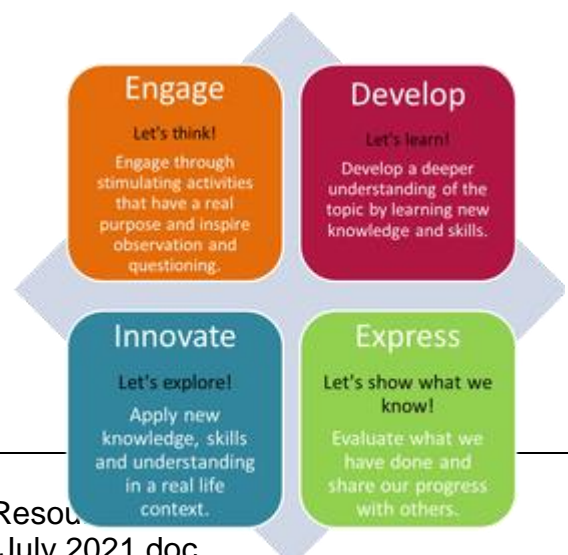 Engage
Let's think!
Engage through
stimulating activities
that have a real
purpose and inspire
observation and
questioning.
Develop
Let's learn!
Develop a deeper
understanding of the
topic by learning new
knowledge and skills.
Innovate
Let's explore!
Apply new
knowledge, skills
and understanding
in a real life
context.
Express
Let's show what we
know!
Evaluate what we
have done and
share our progress
with others.
July 2021.doc